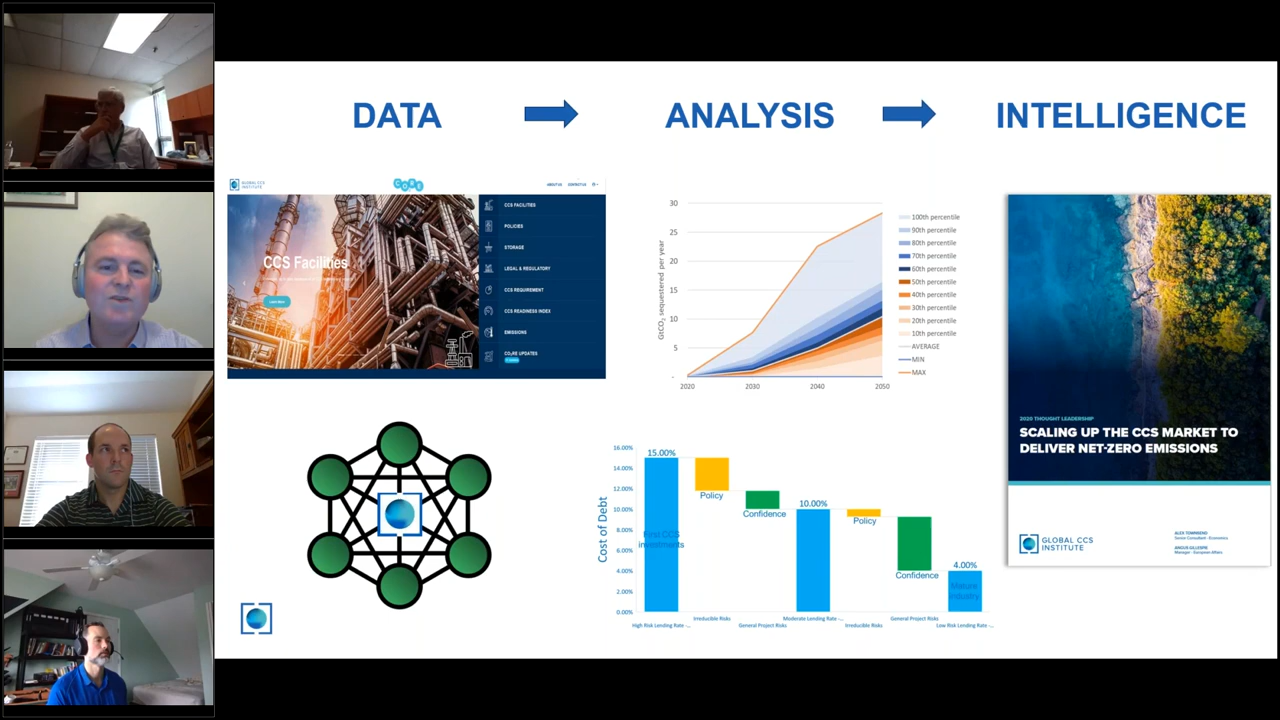 DATA
ANALYSIS
INTELLIGENCE
GLOBAL CCS
INSTITUTE
CORE
ABOUT US
CONTACT US
CCS Facilities
CCS FACILITIES
POLICIES
STORAGE
LEGAL & REGULATORY
CCS REQUIREMENT
CCS READINESS INDEX
EMISSIONS
CO2RE UPDATES
30
25
20
15
10
5
-
GtCO2 sequestered per year
2020
2030
2040
2050
100th percentile
90th percentile
80th percentile
70th percentile
60th percentile
50th percentile
40th percentile
30th percentile
20th percentile
10th percentile
AVERAGE
MIN
MAX
Cost of Debt
16.00%
14.00%
12.00%
10.00%
8.00%
6.00%
4.00%
2.00%
0.00%
15.00%
First CCS
investments
Policy
Confidence
10.00%
Policy
Confidence
4.00%
Mature
industry
High Risk Lending Rate -...
Irreducible Risks
General Project Risks
Moderate Lending Rate -...
Irreducible Risks
General Project Risks
Low Risk Lending Rate -...
2020 THOUGHT LEADERSHIP
SCALING UP THE CCS MARKET TO
DELIVER NET-ZERO EMISSIONS
GLOBAL CCS
INSTITUTE
ALEX TOWNSEND
Senior Consultant - Economics
ANGUS GILLESPIE
Manager - European Affairs